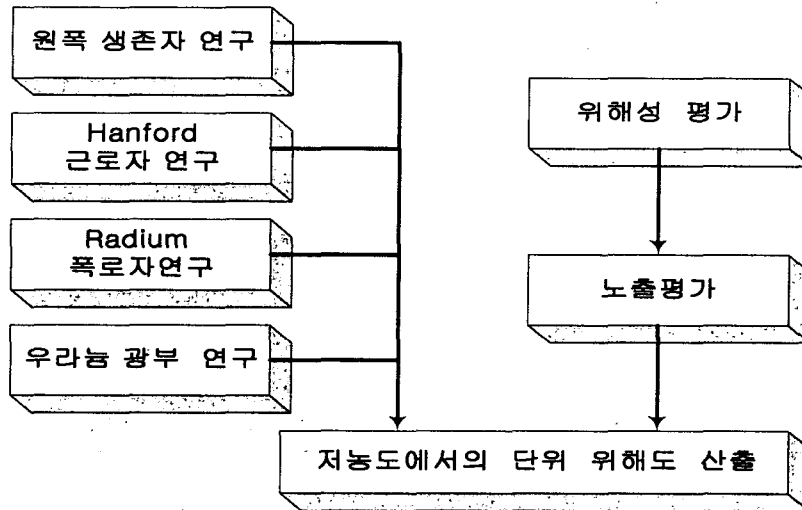 원폭 생존자 연구
Hanford
근로자 연구
Radium
폭로자연구
우라늄 광부 연구
위해성 평가
노출평가
저농도에서의 단위 위해도 산출